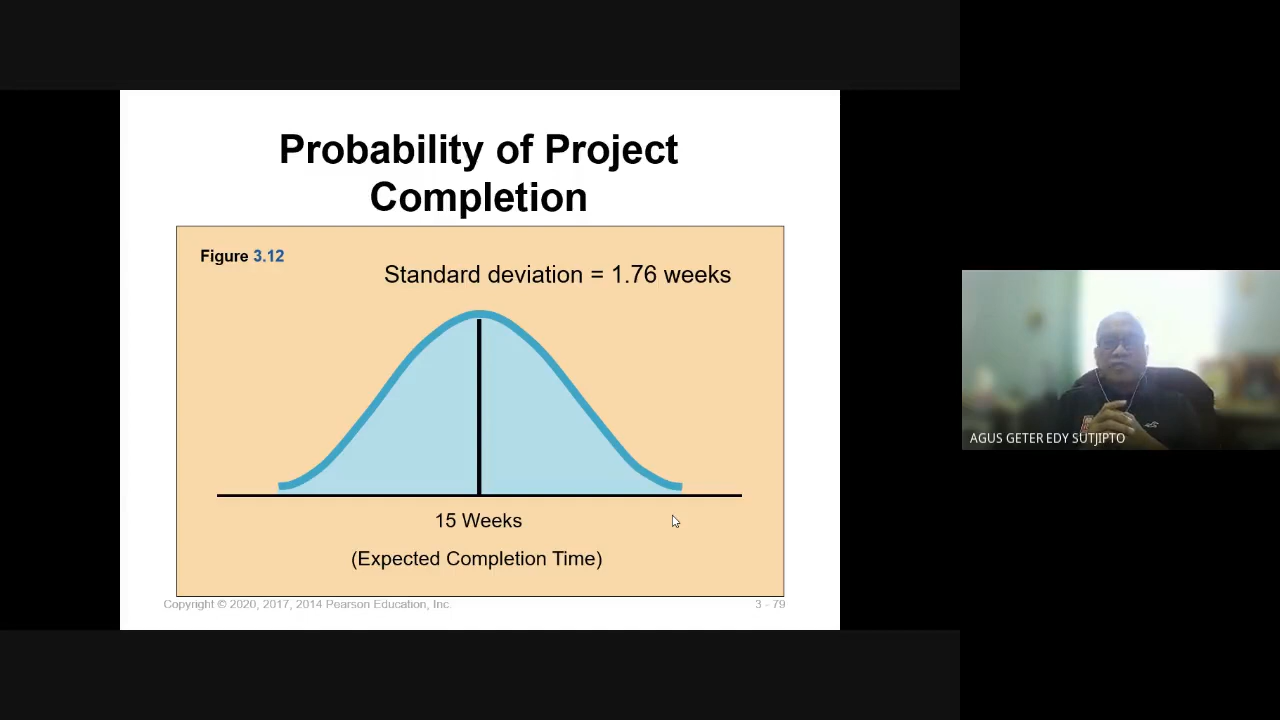 Probability of Project
Completion
Figure 3.12
Standard deviation = 1.76 weeks
15 Weeks
(Expected Completion Time)
Copyright © 2020, 2017, 2014 Pearson Education, Inc.
3 - 79
AGUS GETER EDY SUTJIPTO